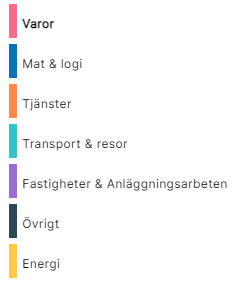 Varor
Mat & logi
Tjänster
Transport & resor
Fastigheter & Anläggningsarbeten
Övrigt
Energi